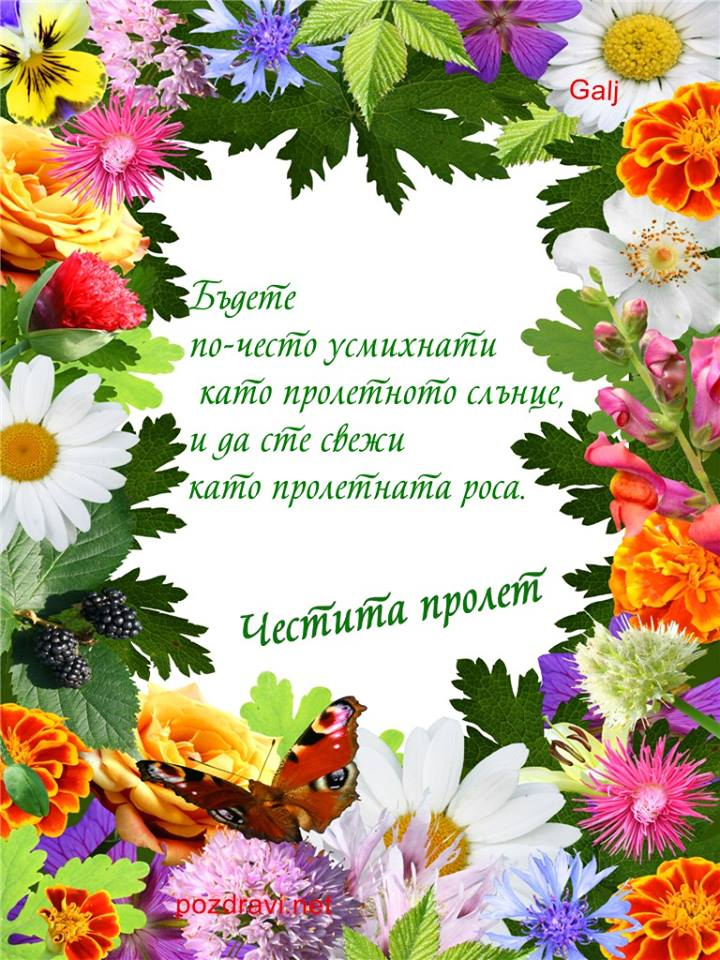 Galj
Бъдете
по-често усмихнати
като пролетното слънце,
и да сте свежи
като пролетната роса.
Честита пролет
pozdravi.net